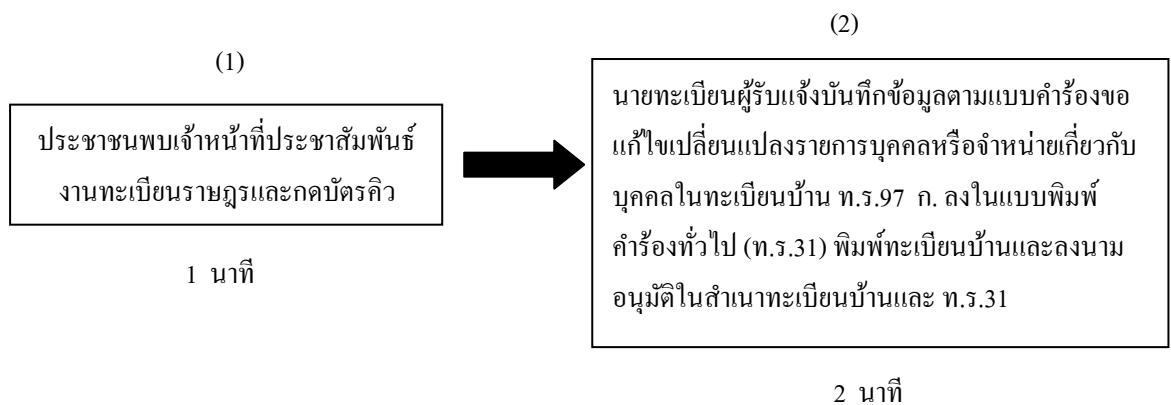 (1)
ประชาชนพบเจ้าหน้าที่ประชาสัมพันธ์
งานทะเบียนราษฎรและกดบัตรคิว
1 นาที
(2)
นายทะเบียนผู้รับแจ้งบันทึกข้อมูลตามแบบคำร้องขอ
แก้ไขเปลี่ยนแปลงรายการบุคคลหรือจำหน่ายเกี่ยวกับ
บุคคลในทะเบียนบ้าน ท.ร.97 ก. ลงในแบบพิมพ์
คำร้องทั่วไป (ท.ร.31) พิมพ์ทะเบียนบ้านและลงนาม
อนุมัติในสำเนาทะเบียนบ้านและ ท.ร.31
2 นาที